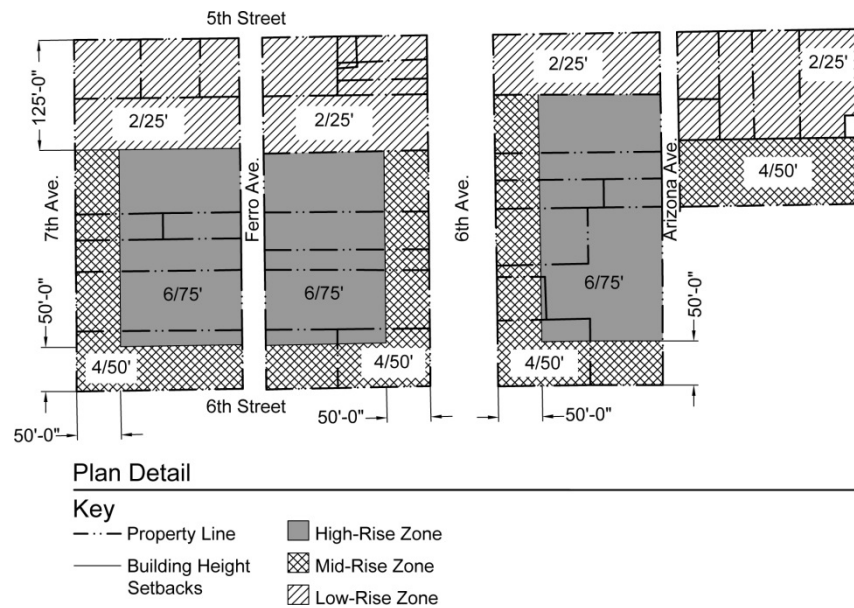 5th Street
125'-0"
2/25'
2/25'
2/25'
2/25'
4/50'
7th Ave.
Ferro Ave.
6th Ave.
Arizona Ave.
50'-0"
6/75'
6/75'
6/75'
50'-0"
4/50'
4/50'
4/50'
6th Street
50'-0"
50'-0"
50'-0"
Plan Detail
Key
Property Line
High-Rise Zone
Building Height
Setbacks
Mid-Rise Zone
Low-Rise Zone